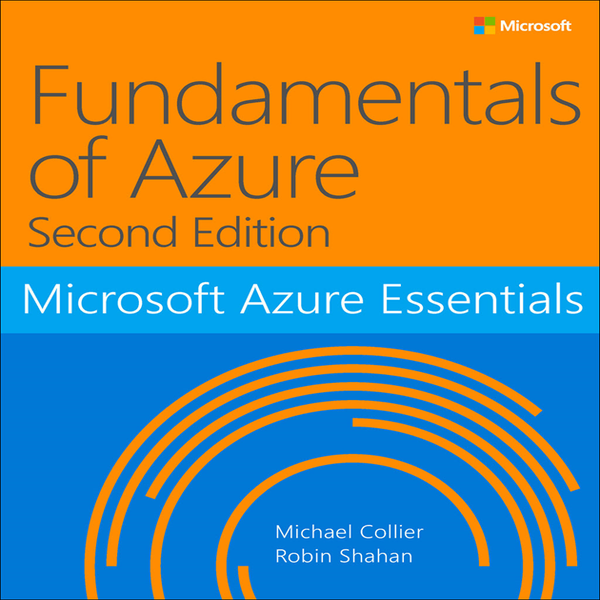 Microsoft
Fundamentals
of Azure
Second Edition
Microsoft Azure Essentials
Michael Collier
Robin Shahan